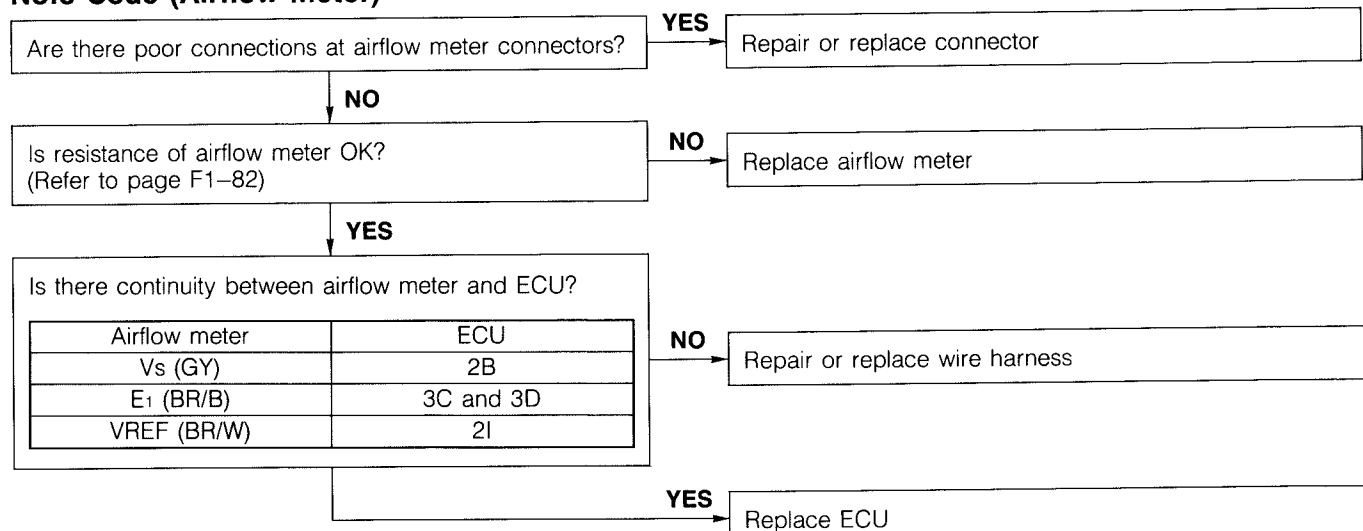 Code (Airflow Meter)
Are there poor connections at airflow meter connectors?
YES
Repair or replace connector
NO
Is resistance of airflow meter OK?
(Refer to page F1–82)
NO
Replace airflow meter
YES
Is there continuity between airflow meter and ECU?
Airflow meter ECU
Vs (GY) 2B
E1 (BR/B) 3C and 3D
VREF (BR/W) 2I
NO
Repair or replace wire harness
YES
Replace ECU